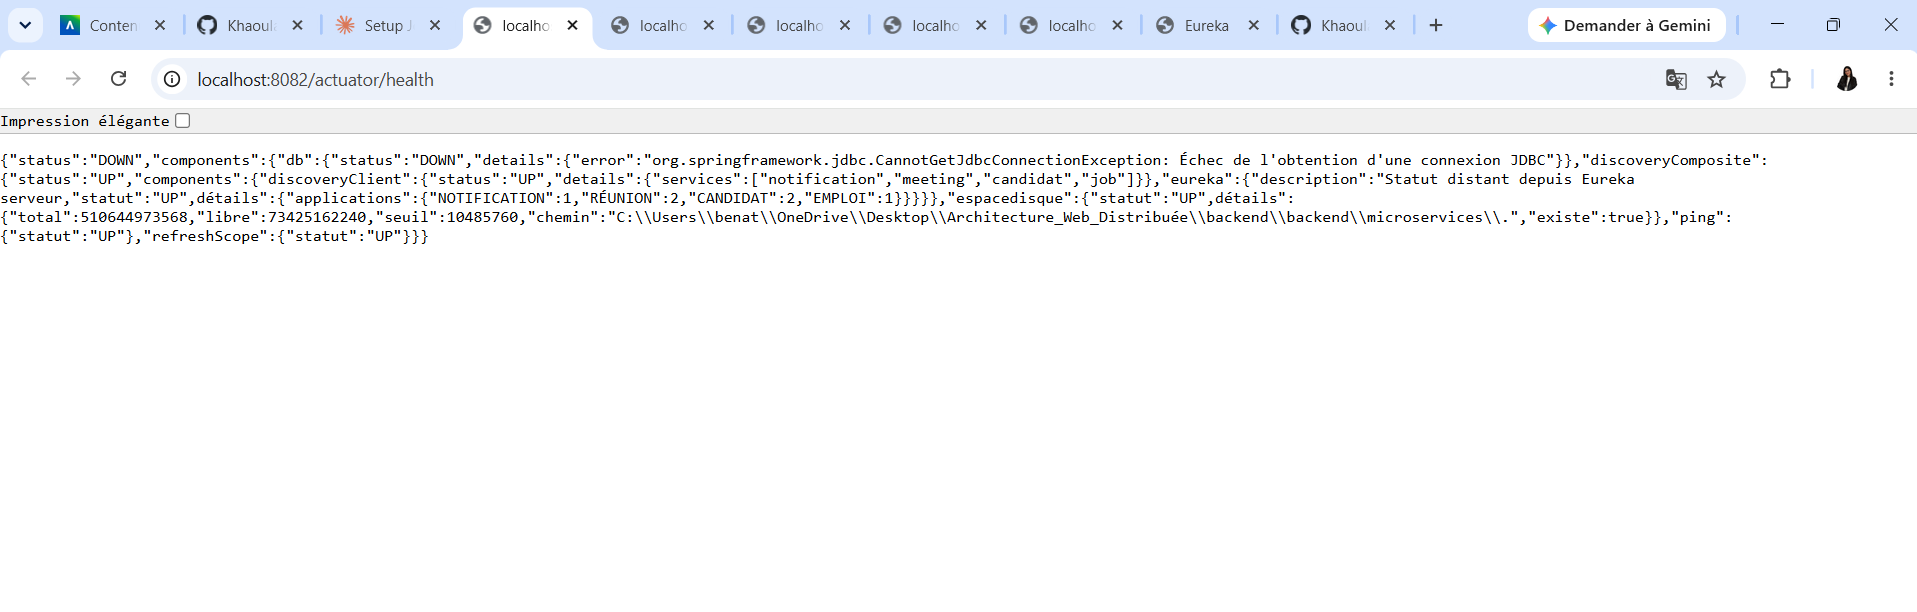 Conten
Khaoula
Setup J
localho
localho
localho
localho
localho
Eureka
Khaoul
Demander à Gemini
localhost:8082/actuator/health
Impression élégante
{"status":"DOWN","components":{"db":{"status":"DOWN","details":{"error":"org.springframework.jdbc.CannotGetJdbcConnectionException: Échec de l'obtention d'une connexion JDBC"}},"discoveryComposite":
{"status":"UP","components":{"discoveryClient":{"status":"UP","details":{"services":["notification","meeting","candidat","job"]}},"eureka":{"description":"Statut distant depuis Eureka
serveur,"statut":"UP",détails":{"applications":{"NOTIFICATION":1,"RÉUNION":2,"CANDIDAT":2,"EMPLOI":1}}}}},"espacedisque":{"statut":"UP",détails":
{"total":510644973568,"libre":73425162240,"seuil":10485760,"chemin":"C:\\Users\\benat\\OneDrive\\Desktop\\Architecture_Web_Distribuée\\backend\\backend\\microservices\\.","existe":true}},"ping":
{"statut":"UP"},"refreshScope":{"statut":"UP"}}}